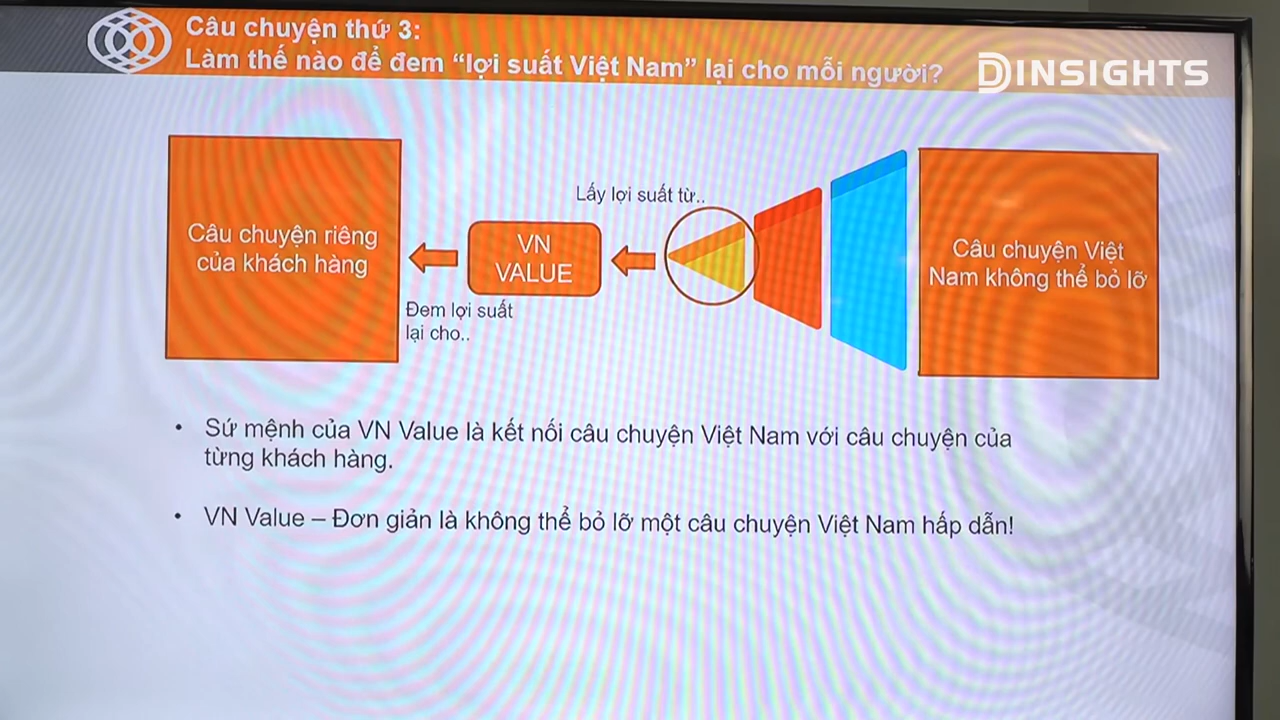 Câu chuyện thứ 3:
Làm thế nào để đem “lợi suất Việt Nam” lại cho mỗi người?
DINSIGHTS
Câu chuyện riêng
của khách hàng
Đem lợi suất
lại cho..
VN
VALUE
Lấy lợi suất từ..
Câu chuyện Việt
Nam không thể bỏ lỡ
• Sứ mệnh của VN Value là kết nối câu chuyện Việt Nam với câu chuyện của
từng khách hàng.
• VN Value – Đơn giản là không thể bỏ lỡ một câu chuyện Việt Nam hấp dẫn!